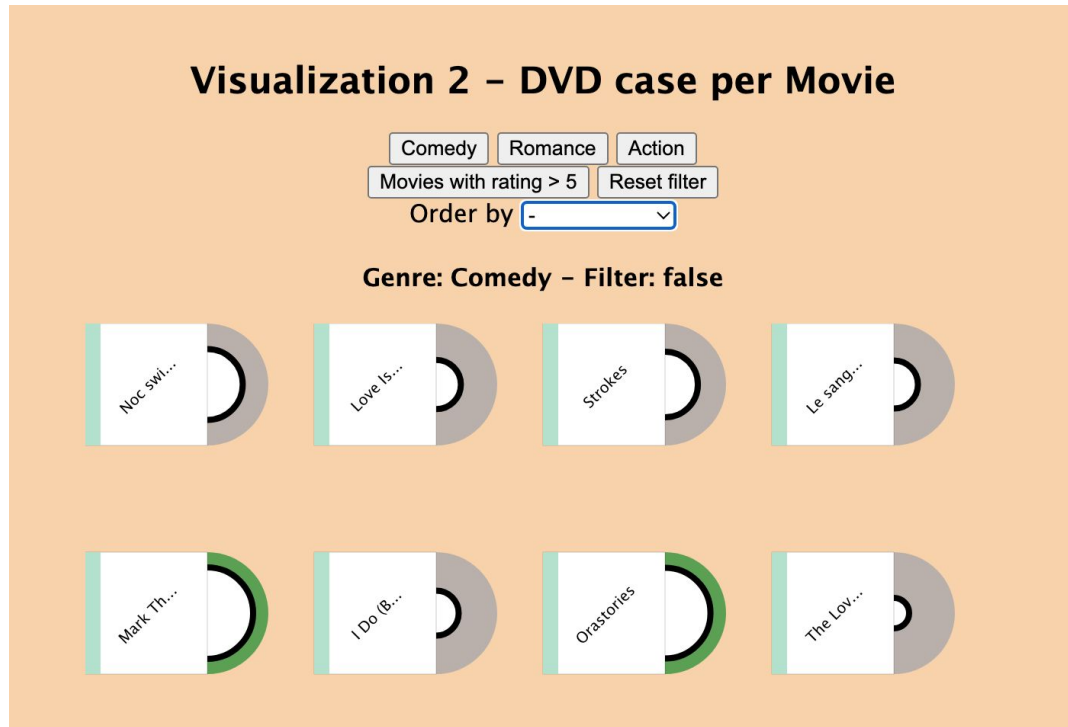 Visualization 2 – DVD case per Movie
Comedy Romance Action
Movies with rating > 5 Reset filter
Order by -
Genre: Comedy – Filter: false
Noc swi... Love Is... Strokes Le sang...
Mark Th... I Do (B... Orastories The Lov...